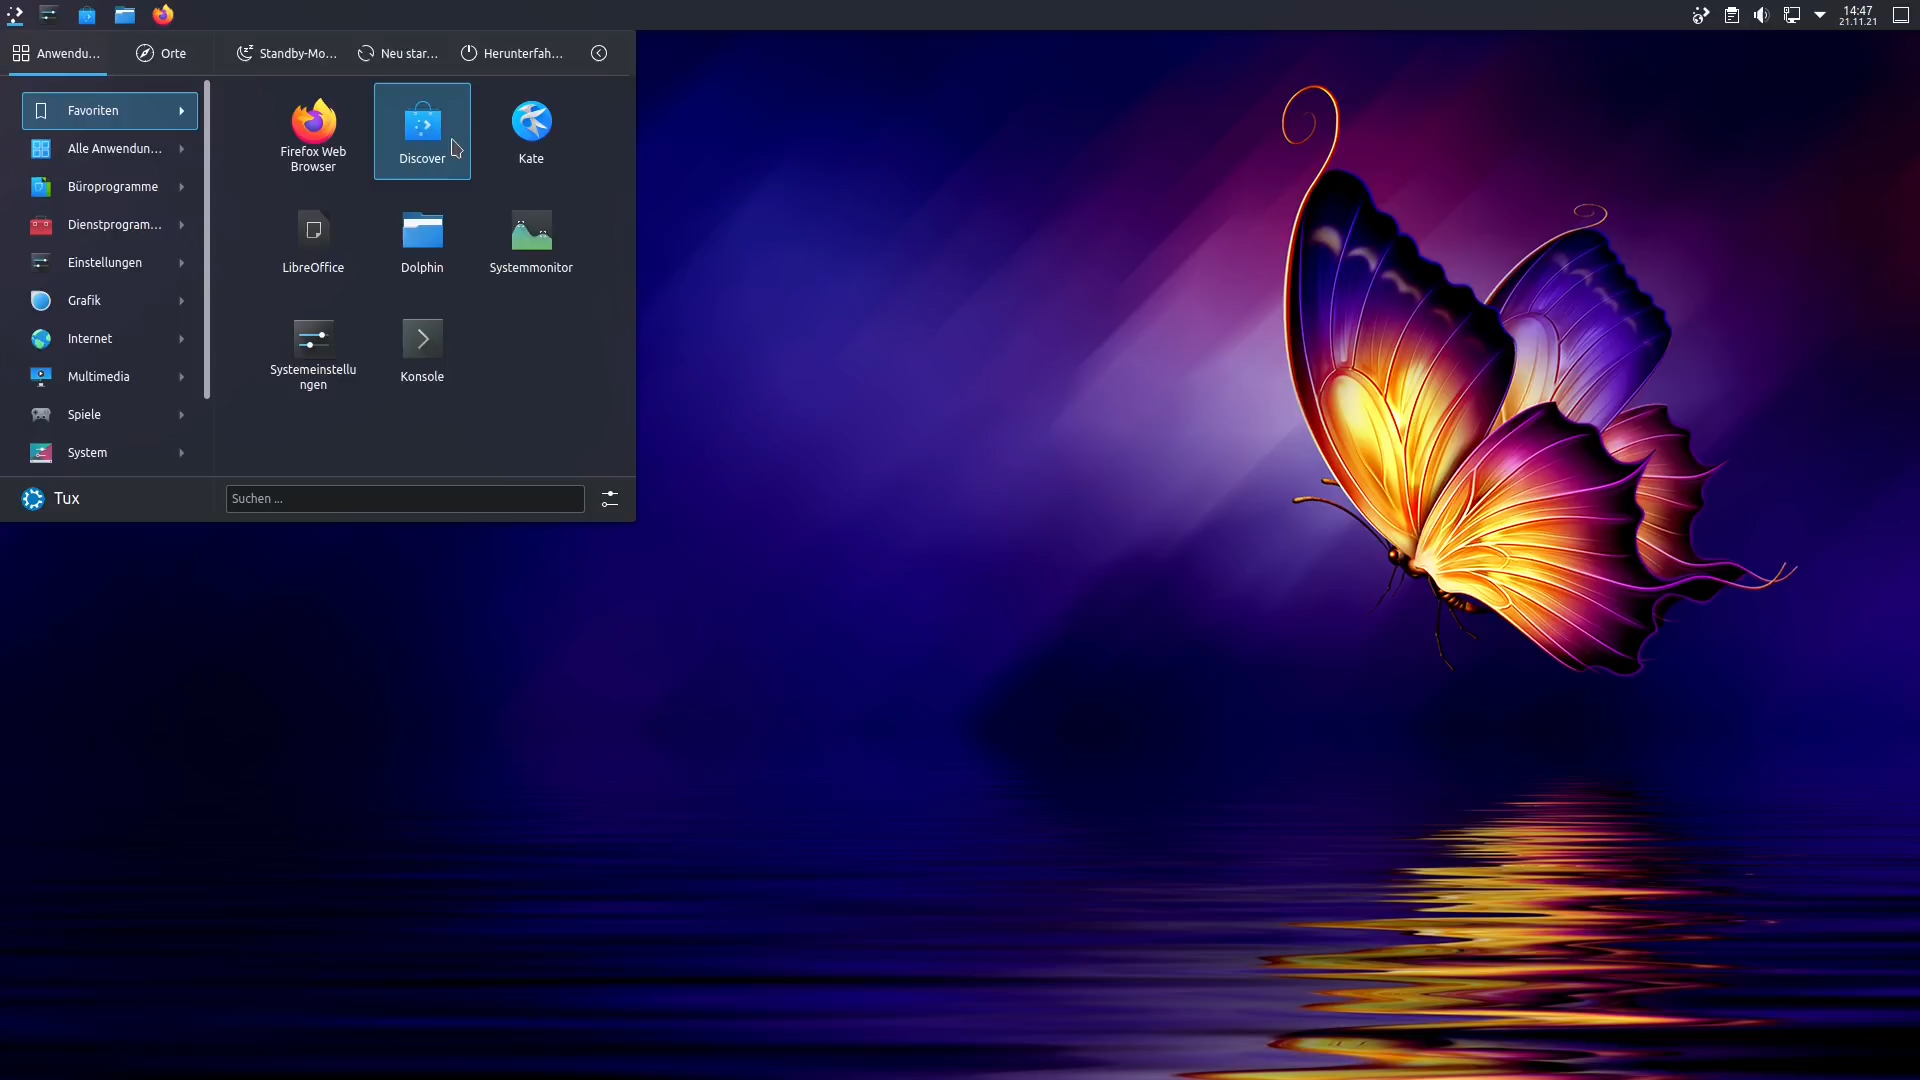 14:47
21.11.21
Anwendu...
Orte
Standby-Mo...
Neu star...
Herunterfah...
Favoriten
Alle Anwendun...
Büroprogramme
Dienstprogram...
Einstellungen
Grafik
Internet
Multimedia
Spiele
System
Firefox Web
Browser
Discover
Kate
LibreOffice
Dolphin
Systemmonitor
Systemeinstellu
ngen
Konsole
Tux
Suchen ...